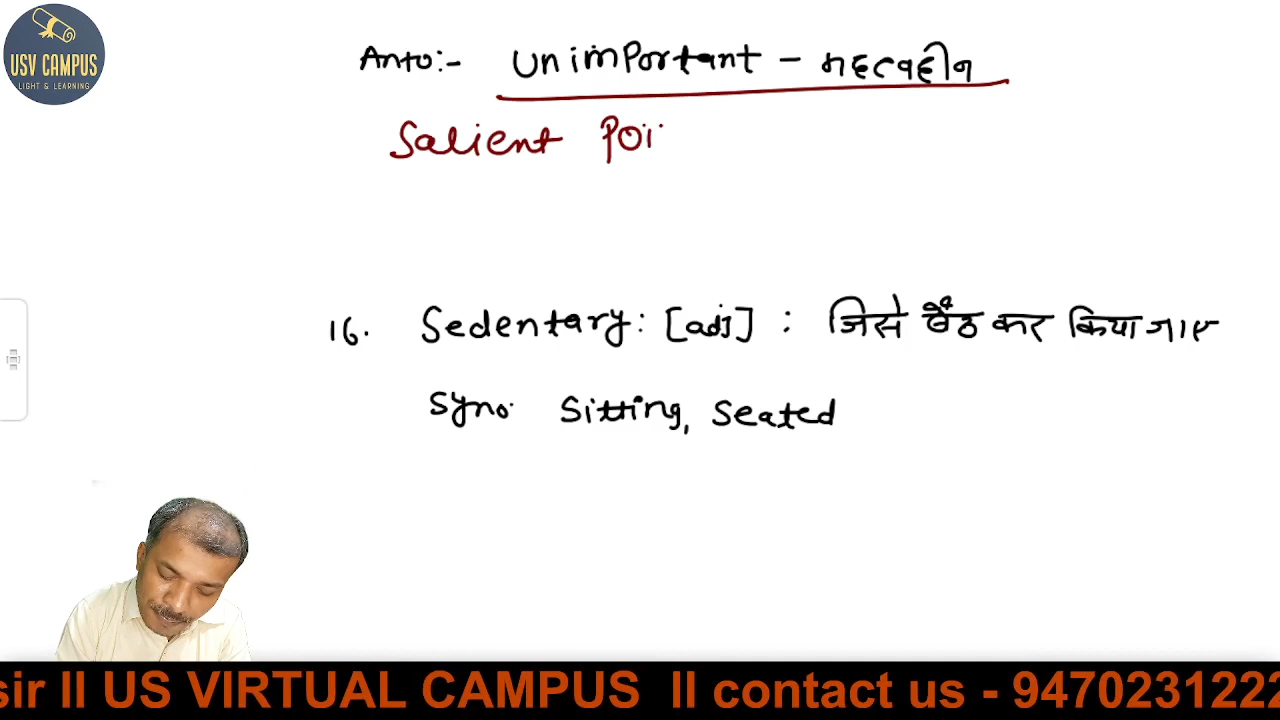 USV CAMPUS
LIGHT & LEARNING
Anto:- Unimportant - महत्वहीन
Salient Poi
16. Sedentary: [adj] : जिसे बैठ कर किया जाए
Syno: Sitting, Seated
sir II US VIRTUAL CAMPUS II contact us - 9470231222